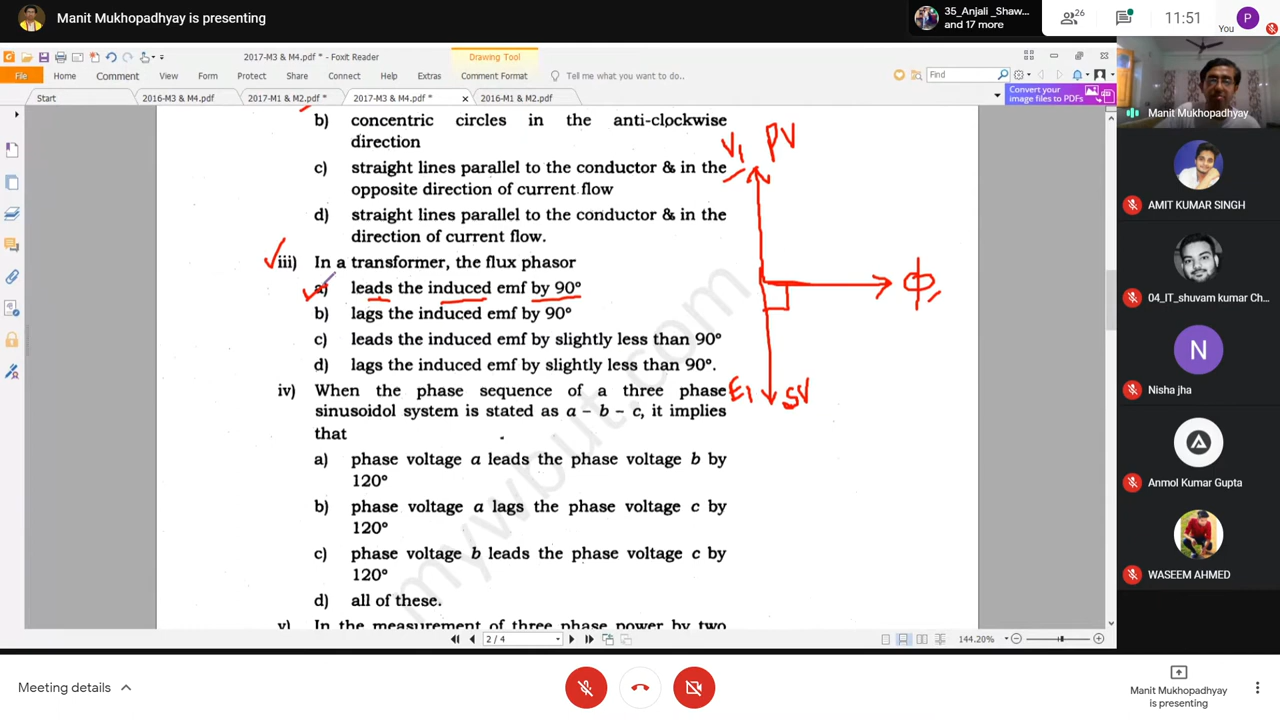 Manit Mukhopadhyay is presenting
35_Anjali _Shaw...
and 17 more
26
11:51
You
P
2017-M3 & M4.pdf * - Foxit Reader
Drawing Tool
File
Home
Comment
View
Form
Protect
Share
Connect
Help
Extras
Comment Format
Tell me what you want to do..
Find
Start
2016-M3 & M4.pdf
2017-M1 & M2.pdf *
2017-M3 & M4.pdf *
2016-M1 & M2.pdf
Convert your
image files to PDFs
b) concentric circles in the anti-clockwise
direction
c) straight lines parallel to the conductor & in the
opposite direction of current flow
d) straight lines parallel to the conductor & in the
direction of current flow.
iii) In a transformer, the flux phasor
a) leads the induced emf by 90°
b) lags the induced emf by 90°
c) leads the induced emf by slightly less than 90°
d) lags the induced emf by slightly less than 90°.
iv) When the phase sequence of a three phase
sinusoidol system is stated as a – b – c, it implies
that
a) phase voltage a leads the phase voltage b by
120°
b) phase voltage a lags the phase voltage c by
120°
c) phase voltage b leads the phase voltage c by
120°
d) all of these.
v) In the measurement of three phase power by two
V1 PV
ϕ
E1 SV
mywbut.com
2 / 4
144.20%
Manit Mukhopadhyay
AMIT KUMAR SINGH
04_IT_shuvam kumar Ch...
N
Nisha jha
Anmol Kumar Gupta
WASEEM AHMED
Meeting details
Manit Mukhopadhyay
is presenting